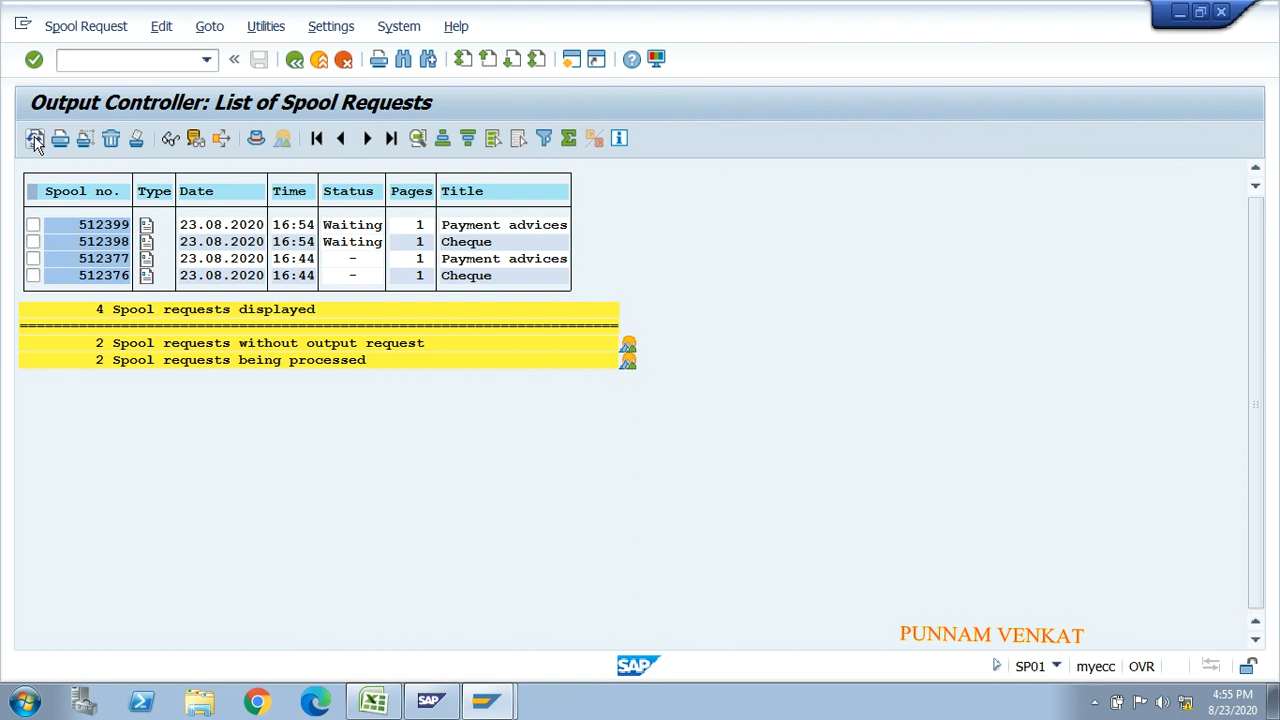 Spool Request Edit Goto Utilities Settings System Help
Output Controller: List of Spool Requests
Spool no. Type Date Time Status Pages Title
512399 23.08.2020 16:54 Waiting 1 Payment advices
512398 23.08.2020 16:54 Waiting 1 Cheque
512377 23.08.2020 16:44 - 1 Payment advices
512376 23.08.2020 16:44 - 1 Cheque
4 Spool requests displayed
2 Spool requests without output request
2 Spool requests being processed
PUNNAM VENKAT
SAP SP01 myecc OVR
SAP 4:55 PM
8/23/2020